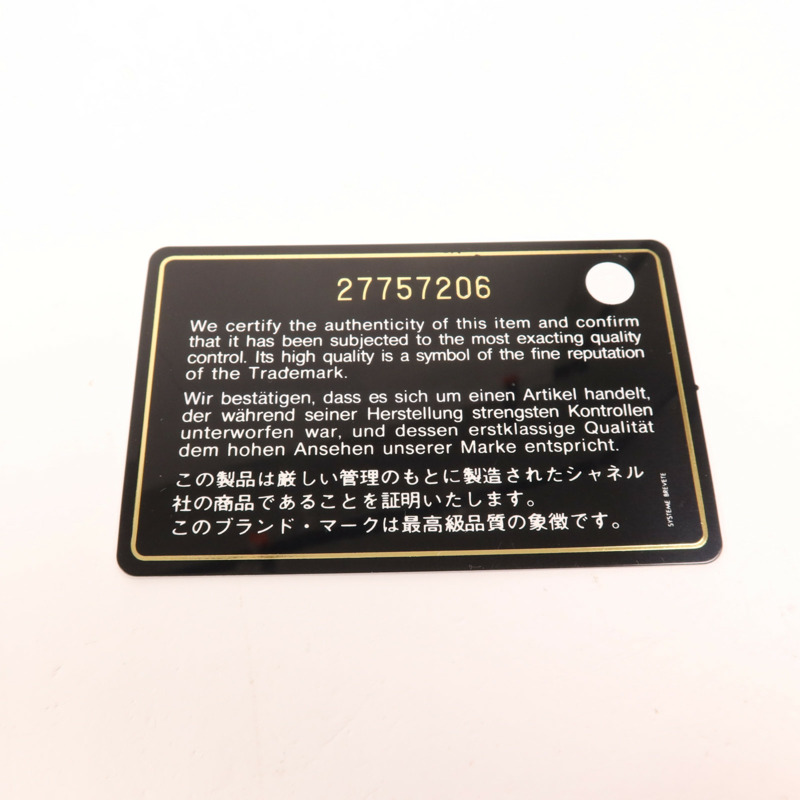 27757206
We certify the authenticity of this item and confirm
that it has been subjected to the most exacting quality
control. Its high quality is a symbol of the fine reputation
of the Trademark.
Wir bestätigen, dass es sich um einen Artikel handelt,
der während seiner Herstellung strengsten Kontrollen
unterworfen war, und dessen erstklassige Qualität
dem hohen Ansehen unserer Marke entspricht.
この製品は厳しい管理のもとに製造されたシャネル
社の商品であることを証明いたします。
このブランド・マークは最高級品質の象徴です。
SYSTEME BREVETE